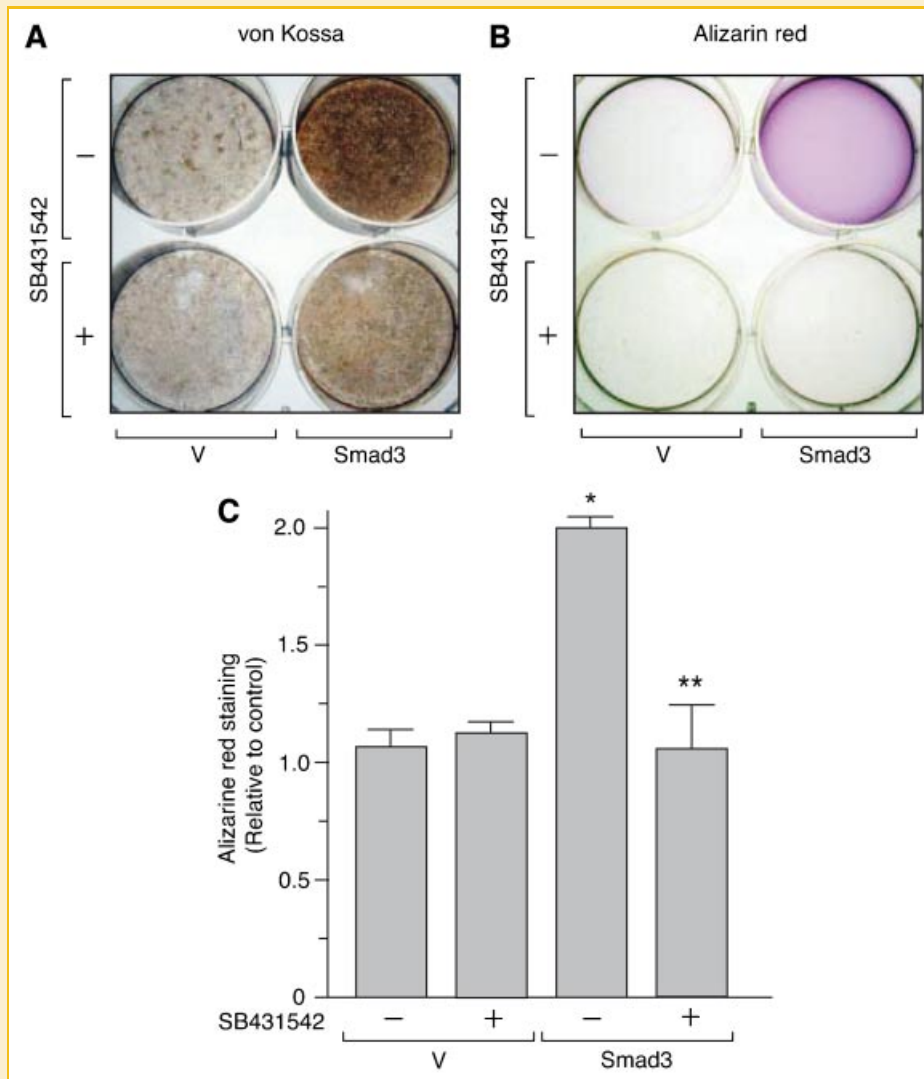 A
von Kossa
SB431542
−
+
V
Smad3
B
Alizarin red
SB431542
−
+
V
Smad3
C
Alizarine red staining
(Relative to control)
2.0
1.5
1.0
0.5
0
*
**
SB431542 − + − +
V
Smad3